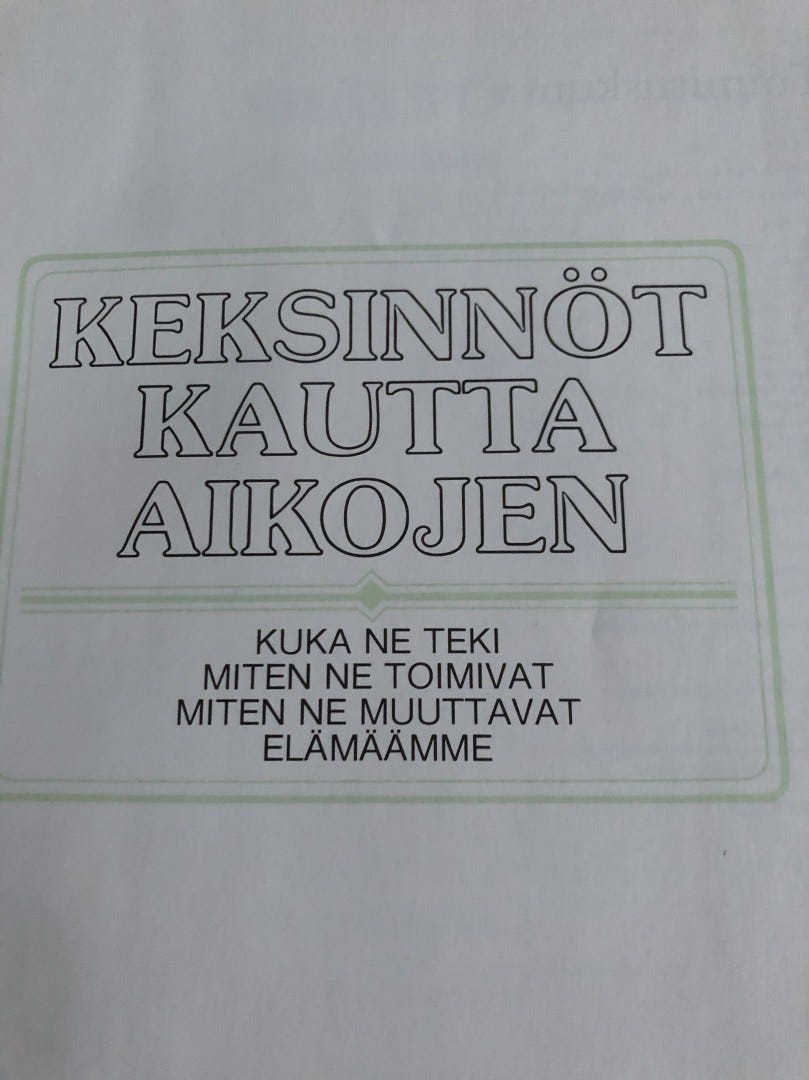 KEKSINNÖT
KAUTTA
AIKOJEN
KUKA NE TEKI
MITEN NE TOIMIVAT
MITEN NE MUUTTAVAT
ELÄMÄÄMME